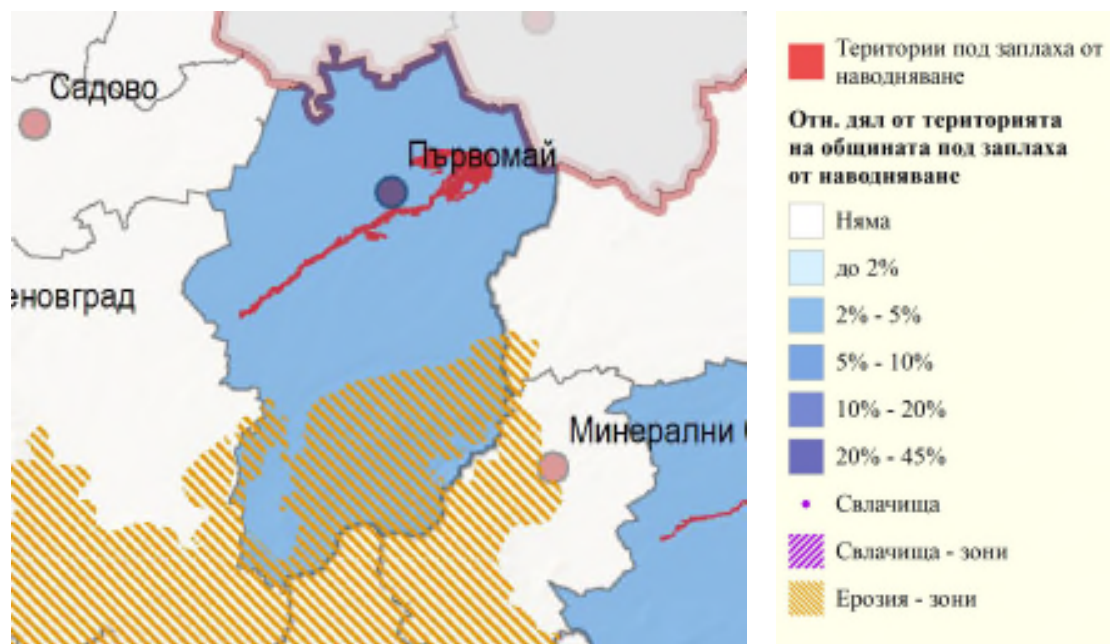 Садово
Първомай
еновград
Минерални
Територии под заплаха от
наводняване
Отн. дял от територията
на общината под заплаха
от наводняване
Няма
до 2%
2% - 5%
5% - 10%
10% - 20%
20% - 45%
Свлачища
Свлачища - зони
Ерозия - зони